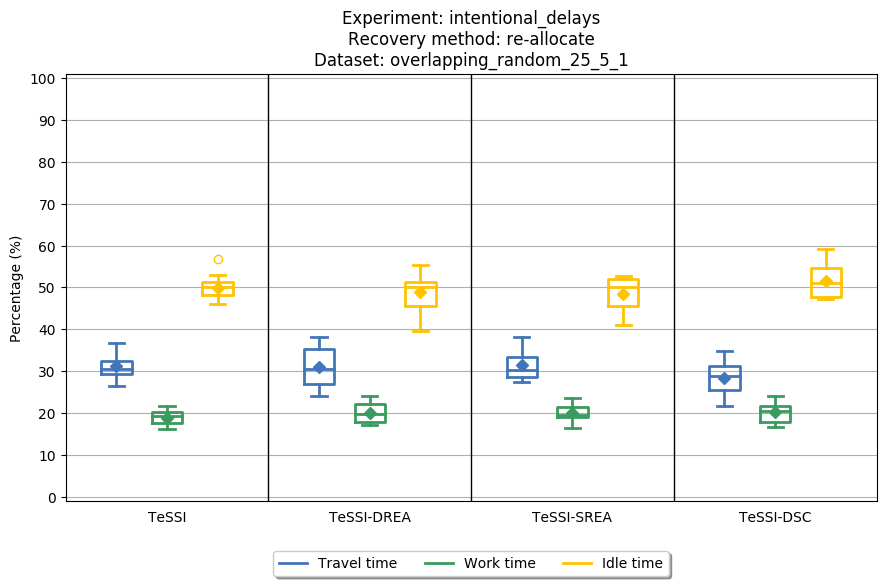 Experiment: intentional_delays
Recovery method: re-allocate
Dataset: overlapping_random_25_5_1
Percentage (%)
100
90
80
70
60
50
40
30
20
10
0
TeSSI TeSSI-DREA TeSSI-SREA TeSSI-DSC
Travel time Work time Idle time